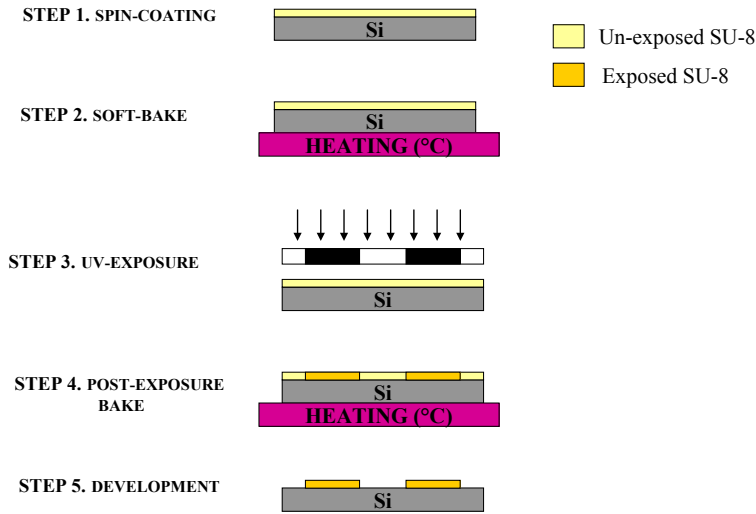 STEP 1. SPIN-COATING
Si
Un-exposed SU-8
Exposed SU-8
STEP 2. SOFT-BAKE
Si
HEATING (°C)
STEP 3. UV-EXPOSURE
Si
STEP 4. POST-EXPOSURE
BAKE
Si
HEATING (°C)
STEP 5. DEVELOPMENT
Si